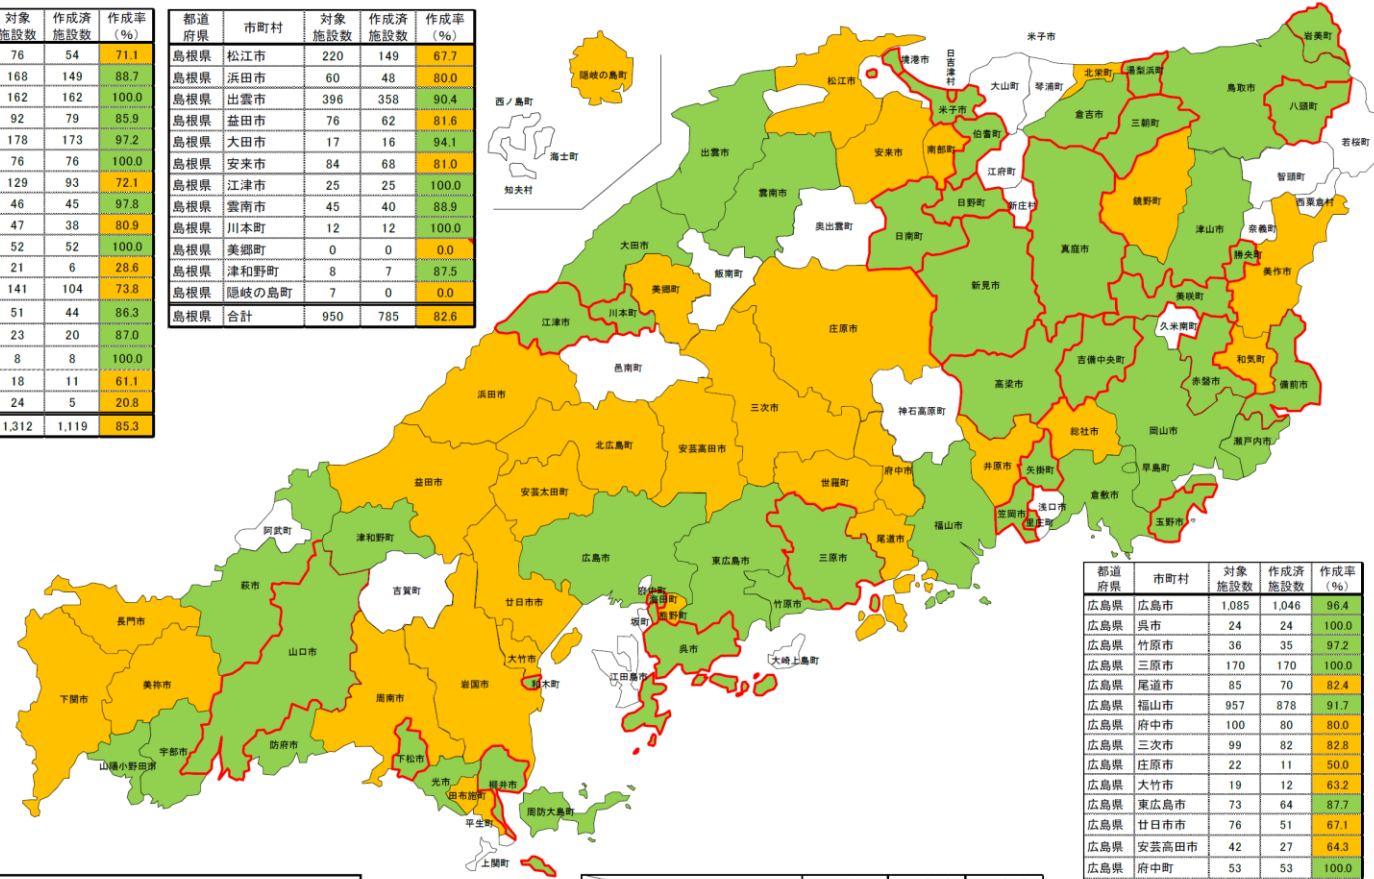 対象 作成済 作成率
施設数 施設数 (%)
76 54 71.1
168 149 88.7
162 162 100.0
92 79 85.9
178 173 97.2
76 76 100.0
129 93 72.1
46 45 97.8
47 38 80.9
52 52 100.0
21 6 28.6
141 104 73.8
51 44 86.3
23 20 87.0
8 8 100.0
18 11 61.1
24 5 20.8
1,312 1,119 85.3
都道府県 市町村 対象施設数 作成済施設数 作成率(%)
島根県 松江市 220 149 67.7
島根県 浜田市 60 48 80.0
島根県 出雲市 396 358 90.4
島根県 益田市 76 62 81.6
島根県 大田市 17 16 94.1
島根県 安来市 84 68 81.0
島根県 江津市 25 25 100.0
島根県 雲南市 45 40 88.9
島根県 川本町 12 12 100.0
島根県 美郷町 0 0 0.0
島根県 津和野町 8 7 87.5
島根県 隠岐の島町 7 0 0.0
島根県 合計 950 785 82.6
隠岐の島町
西ノ島町
海士町
知夫村
松江市
境港市
日吉津村
米子市
米子市
大山町
琴浦町
北栄町
湯梨浜町
岩美町
鳥取市
八頭町
若桜町
智頭町
倉吉市
三朝町
伯耆町
南部町
安来市
出雲市
雲南市
江府町
新庄村
日野町
日南町
奥出雲町
鏡野町
津山市
西粟倉村
奈義町
勝央町
美作市
真庭市
美咲町
新見市
大田市
飯南町
美郷町
川本町
江津市
邑南町
庄原市
久米南町
吉備中央町
和気町
赤磐市
備前市
高梁市
神石高原町
三次市
浜田市
北広島町
安芸高田市
総社市
岡山市
瀬戸内市
井原市
矢掛町
早島町
倉敷市
浅口市
里庄町
笠岡市
玉野市
府中市
世羅町
福山市
尾道市
三原市
益田市
安芸太田町
広島市
東広島市
竹原市
阿武町
津和野町
萩市
吉賀町
廿日市市
府中町
海田町
熊野町
坂町
呉市
江田島市
大崎上島町
長門市
山口市
美祢市
下関市
周南市
岩国市
大竹市
和木町
宇部市
山陽小野田市
防府市
下松市
光市
柳井市
田布施町
平生町
周防大島町
上関町
都道府県 市町村 対象施設数 作成済施設数 作成率(%)
広島県 広島市 1,085 1,046 96.4
広島県 呉市 24 24 100.0
広島県 竹原市 36 35 97.2
広島県 三原市 170 170 100.0
広島県 尾道市 85 70 82.4
広島県 福山市 957 878 91.7
広島県 府中市 100 80 80.0
広島県 三次市 99 82 82.8
広島県 庄原市 22 11 50.0
広島県 大竹市 19 12 63.2
広島県 東広島市 73 64 87.7
広島県 廿日市市 76 51 67.1
広島県 安芸高田市 42 27 64.3
広島県 府中町 53 53 100.0